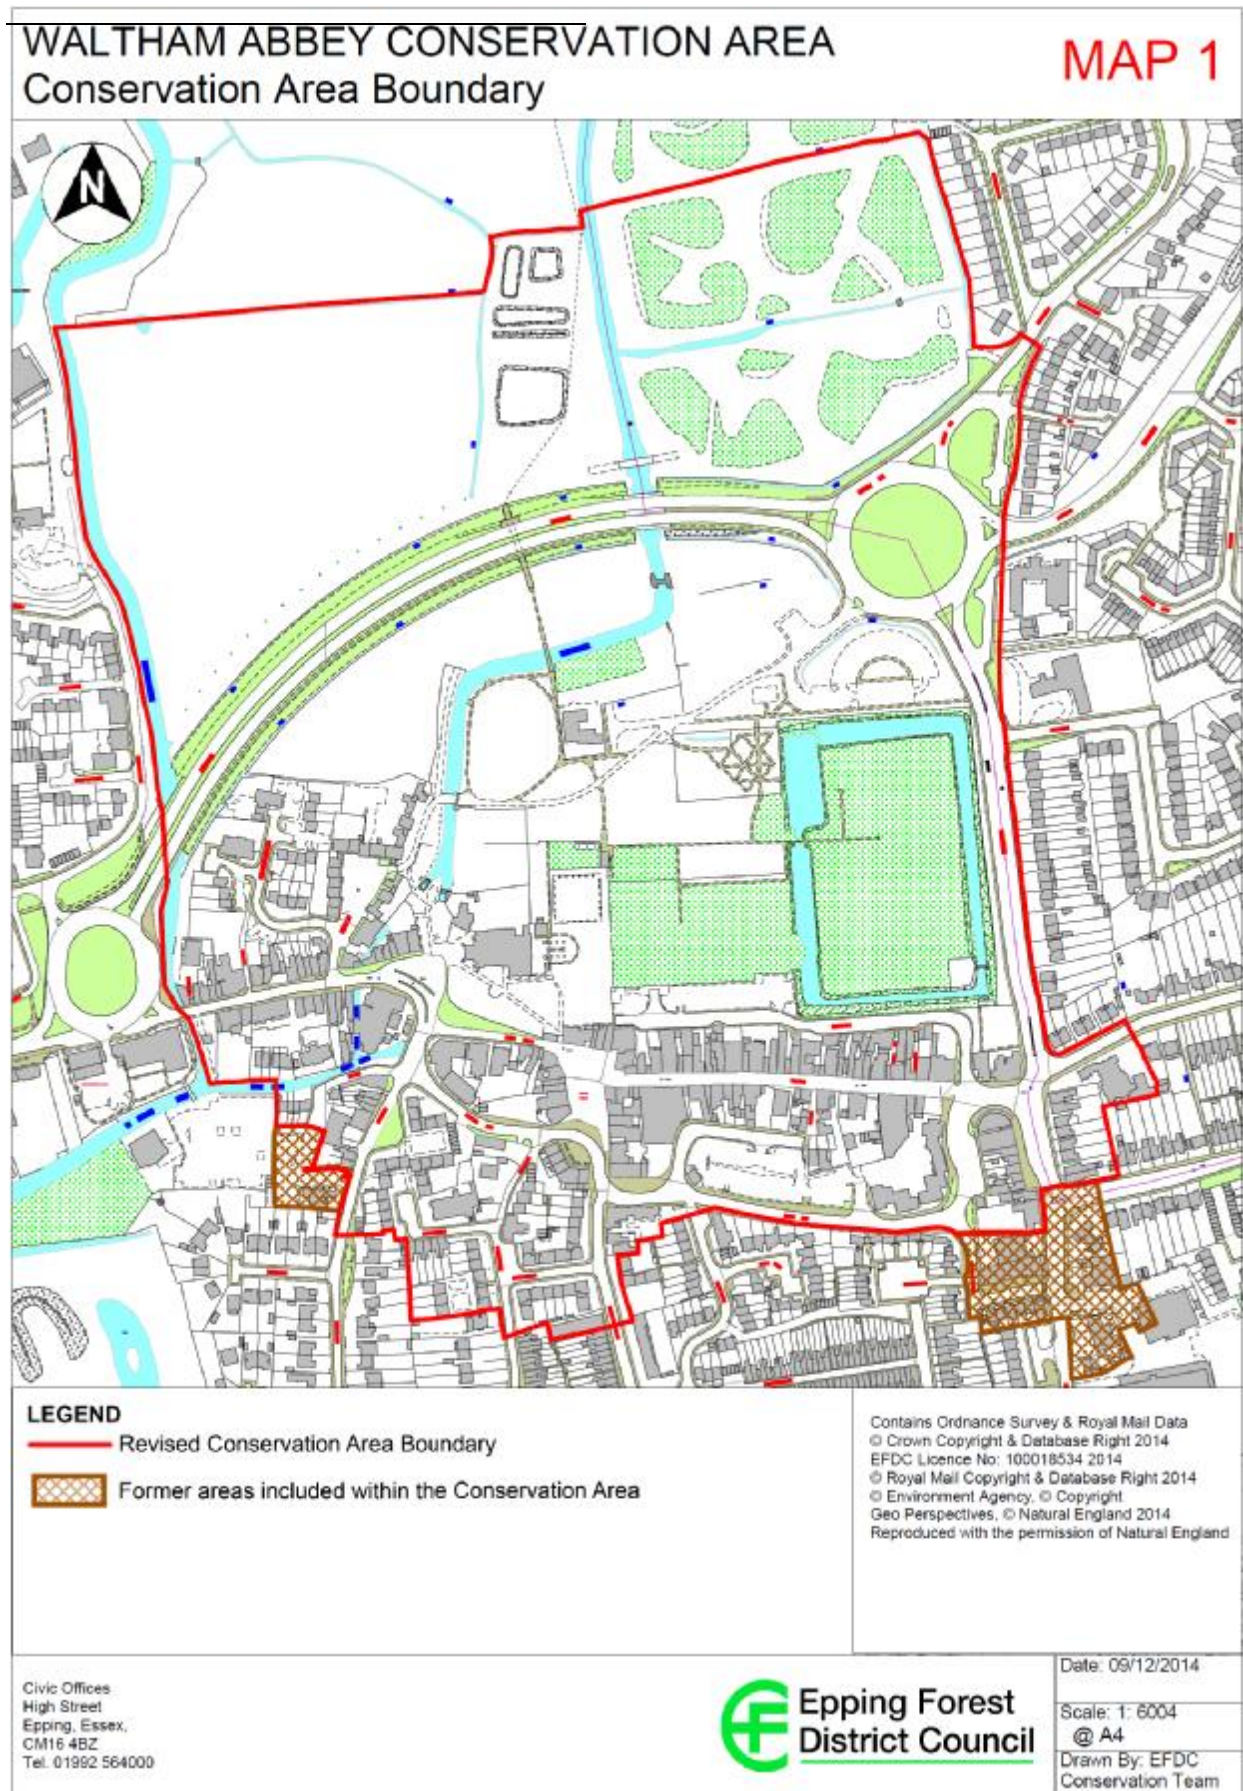 WALTHAM ABBEY CONSERVATION AREA
Conservation Area Boundary
MAP 1
N
LEGEND
Revised Conservation Area Boundary
Former areas included within the Conservation Area
Contains Ordnance Survey & Royal Mail Data
© Crown Copyright & Database Right 2014
EFDC Licence No: 100018534 2014
© Royal Mail Copyright & Database Right 2014
© Environment Agency, © Copyright
Geo Perspectives, © Natural England 2014
Reproduced with the permission of Natural England
Civic Offices
High Street
Epping, Essex,
CM16 4BZ
Tel. 01992 564000
Epping Forest
District Council
Date: 09/12/2014
Scale: 1: 6004
@ A4
Drawn By: EFDC
Conservation Team